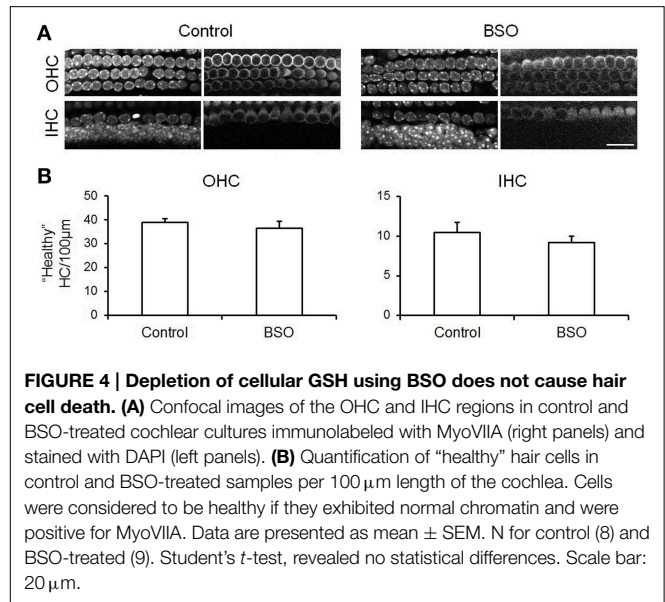 A
Control
BSO
OHC
IHC
B
OHC
IHC
"Healthy"
HC/100µm
50
40
30
20
10
0
Control
BSO
15
10
5
0
Control
BSO
FIGURE 4 | Depletion of cellular GSH using BSO does not cause hair
cell death. (A) Confocal images of the OHC and IHC regions in control and
BSO-treated cochlear cultures immunolabeled with MyoVIIA (right panels) and
stained with DAPI (left panels). (B) Quantification of “healthy” hair cells in
control and BSO-treated samples per 100 µm length of the cochlea. Cells
were considered to be healthy if they exhibited normal chromatin and were
positive for MyoVIIA. Data are presented as mean ± SEM. N for control (8) and
BSO-treated (9). Student’s t-test, revealed no statistical differences. Scale bar:
20 µm.